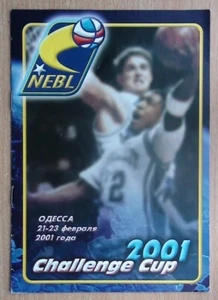 NEBL
ОДЕССА
21-23 февраля
2001 года
2001
Challenge Cup